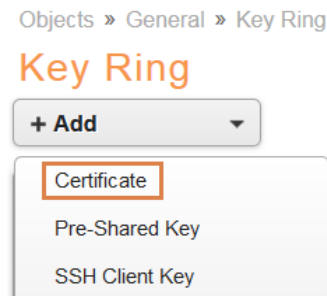 Objects » General » Key Ring
Key Ring
+ Add
Certificate
Pre-Shared Key
SSH Client Key